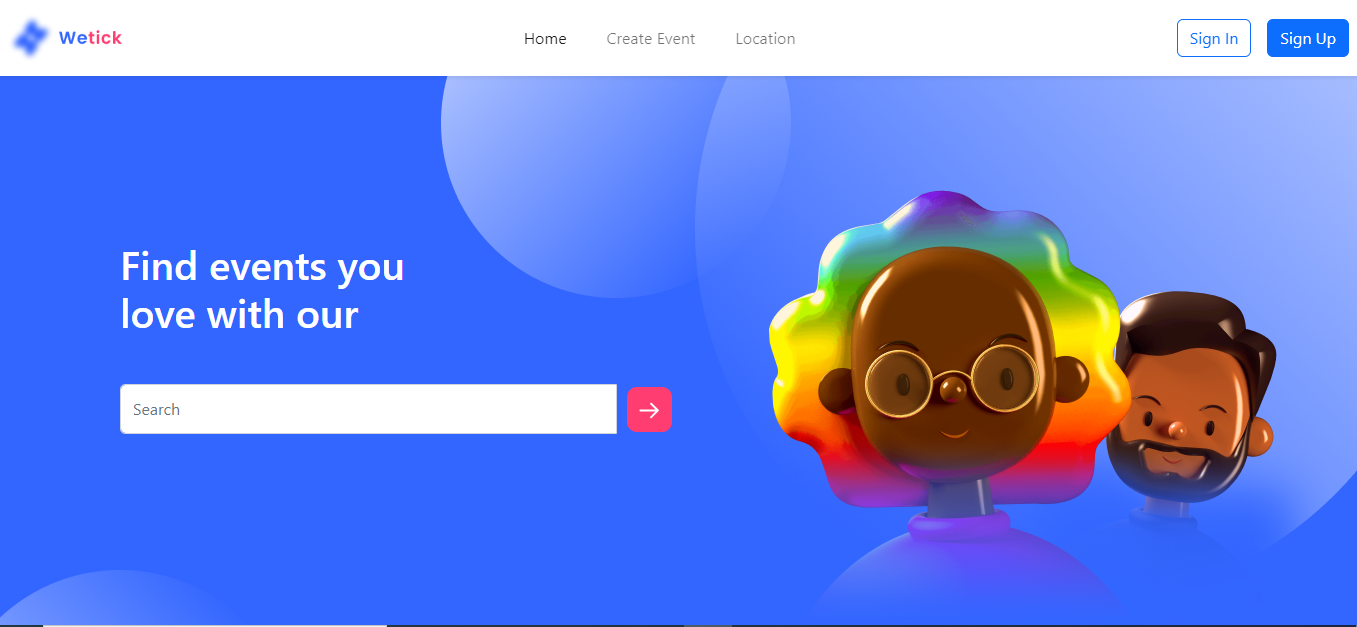 Wetick
Home
Create Event
Location
Sign In
Sign Up
Find events you
love with our
Search